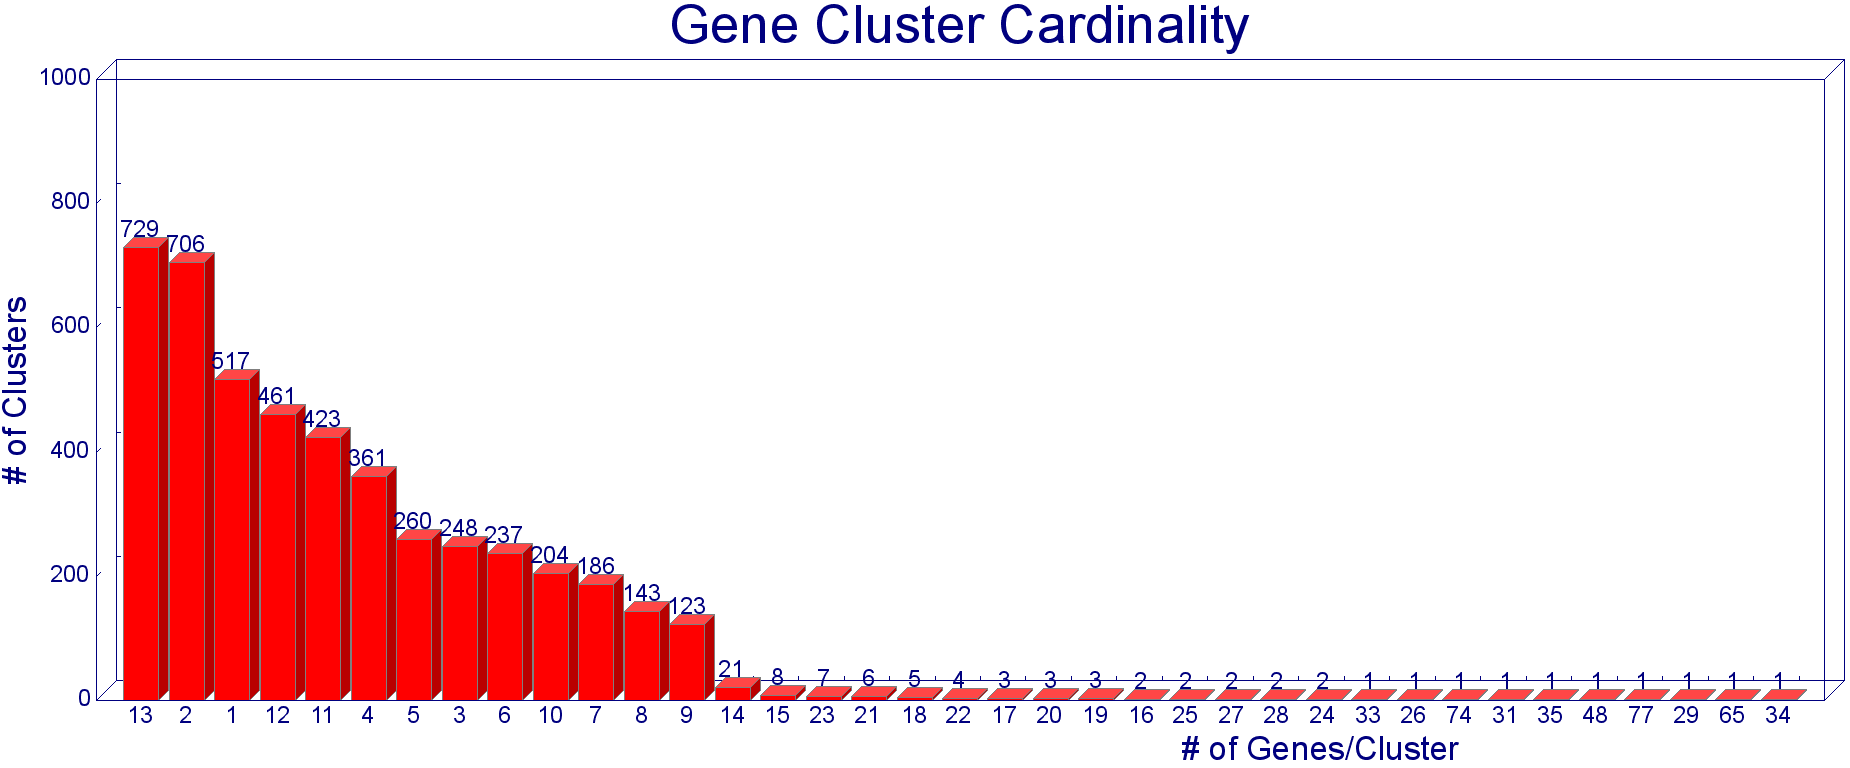 Gene Cluster Cardinality
1000
800
600
400
200
0
# of Clusters
729 706 517 461 423 361 260 248 237 204 186 143 123 21 8 7 6 5 4 3 3 3 2 2 2 2 2 1 1 1 1 1 1 1 1 1 1
13 2 1 12 11 4 5 3 6 10 7 8 9 14 15 23 21 18 22 17 20 19 16 25 27 28 24 33 26 74 31 35 48 77 29 65 34
# of Genes/Cluster